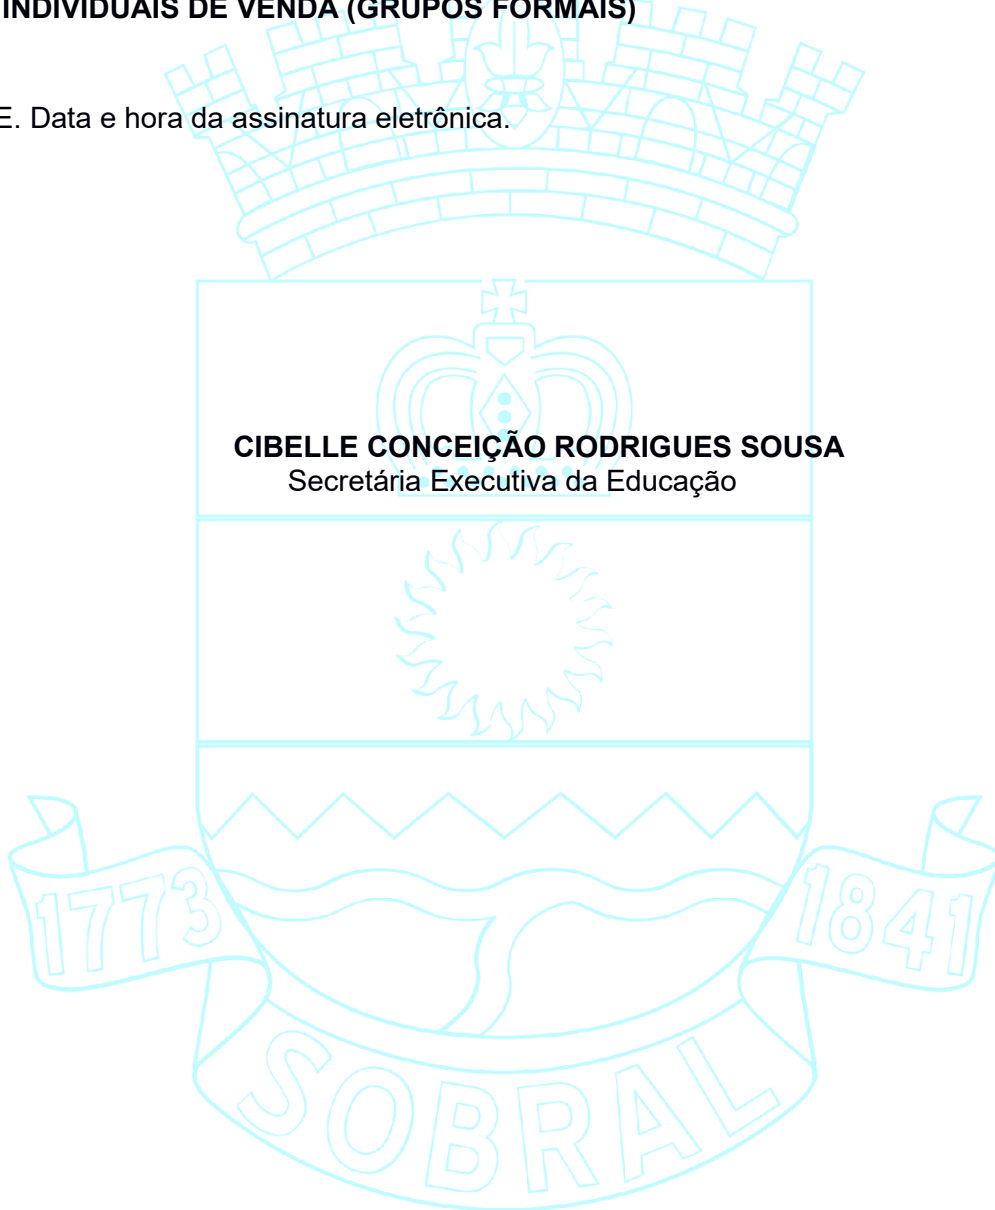 INDIVIDUAIS DE VENDA (GRUPOS FORMAIS)
E. Data e hora da assinatura eletrônica.
CIBELLE CONCEIÇÃO RODRIGUES SOUSA
Secretária Executiva da Educação
1773
1841
SOBRAL